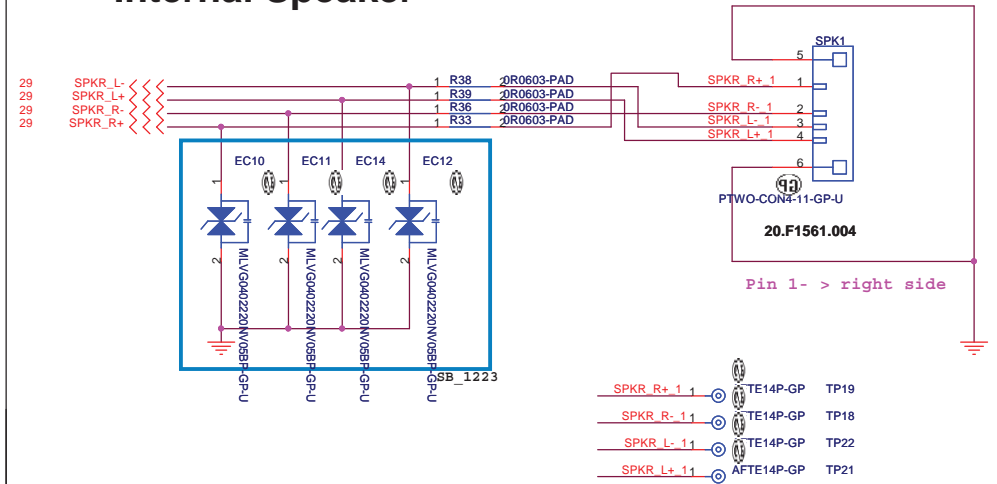 Internal Speaker
SPK1
5
29 SPKR_L- 1 R38 2 0R0603-PAD SPKR_R+_1 1
29 SPKR_L+ 1 R39 2 0R0603-PAD
29 SPKR_R- 1 R36 2 0R0603-PAD SPKR_R-_1 2
29 SPKR_R+ 1 R33 2 0R0603-PAD SPKR_L-_1 3
SPKR_L+_1 4
EC10 EC11 EC14 EC12
6
1 1 1 1
PTWO-CON4-11-GP-U
20.F1561.004
2 2 2 2
MLVG0402220NV05BP-GP-U MLVG0402220NV05BP-GP-U MLVG0402220NV05BP-GP-U MLVG0402220NV05BP-GP-U
Pin 1- > right side
SB_1223
SPKR_R+_1 1 TE14P-GP TP19
SPKR_R-_1 1 TE14P-GP TP18
SPKR_L-_1 1 TE14P-GP TP22
SPKR_L+_1 1 AFTE14P-GP TP21